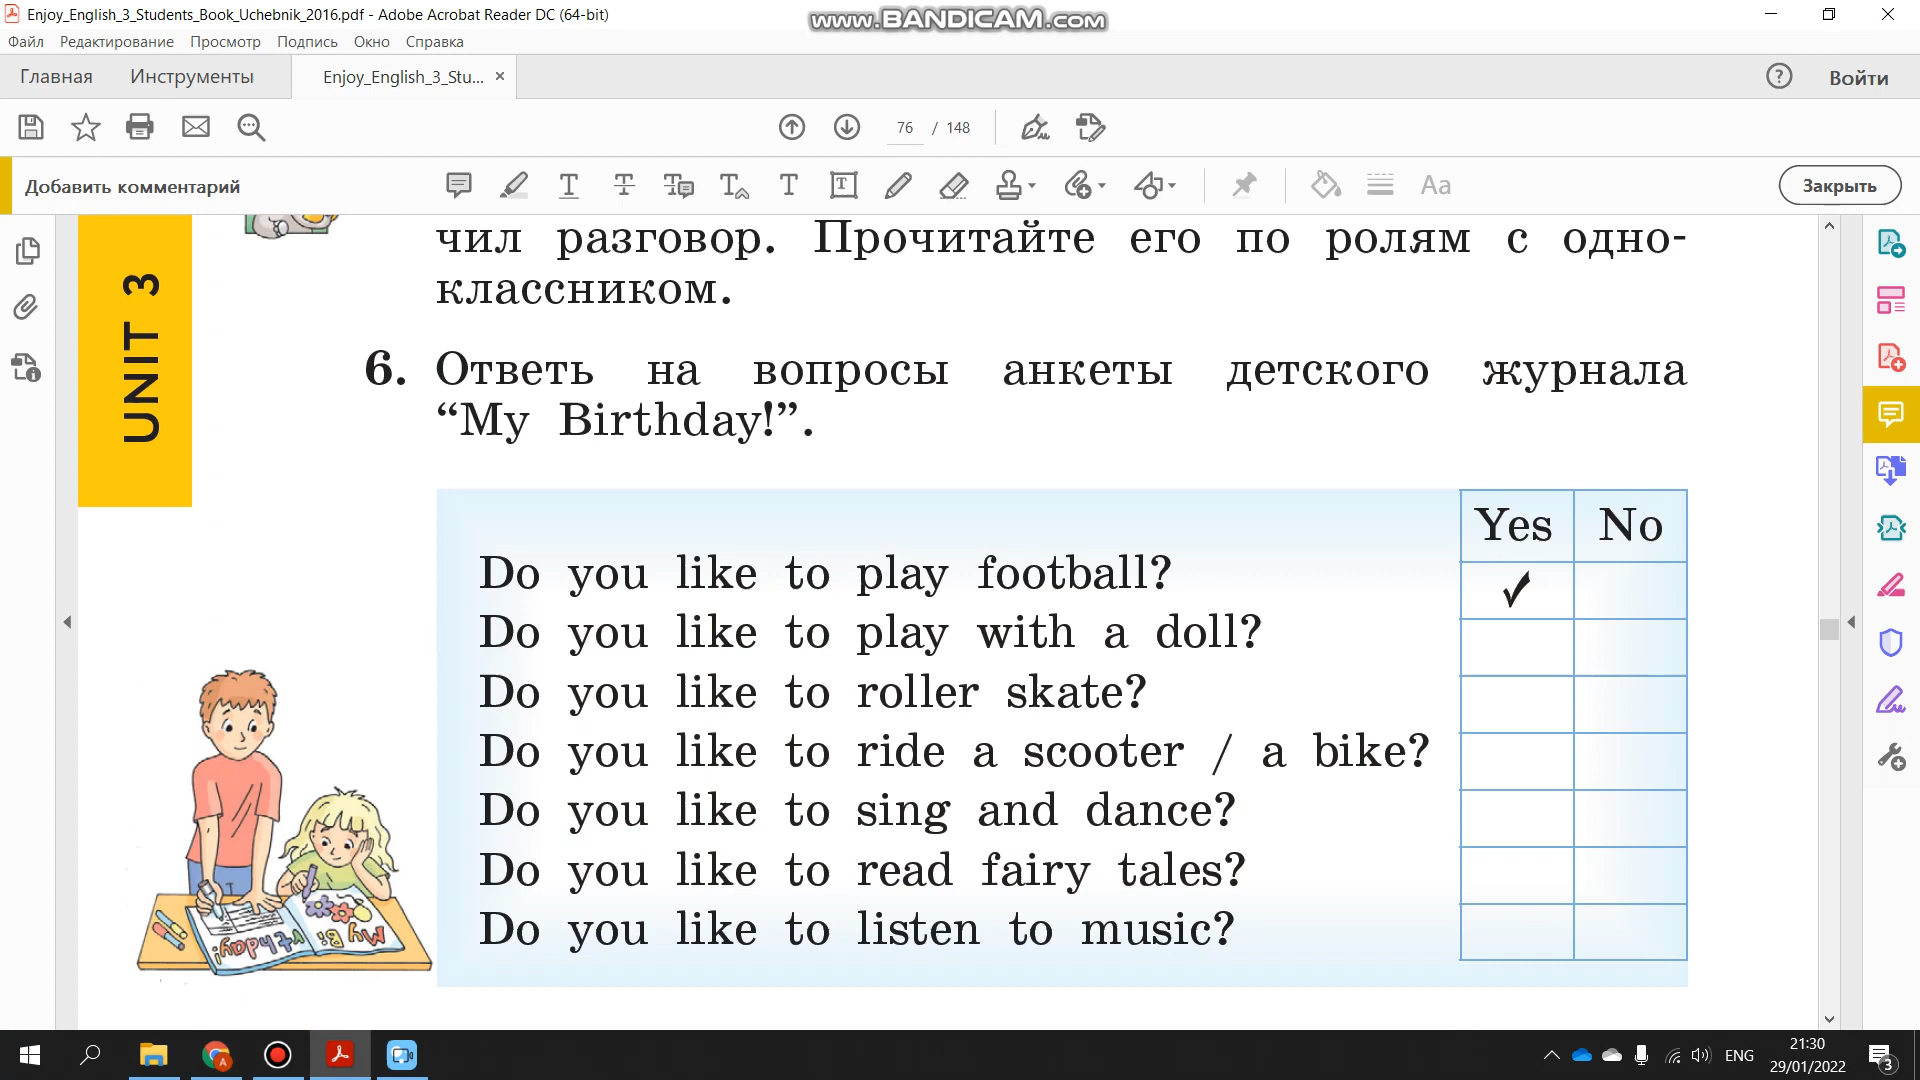 Enjoy_English_3_Students_Book_Uchebnik_2016.pdf - Adobe Acrobat Reader DC (64-bit)
www.BANDICAM.com
Файл Редактирование Просмотр Подпись Окно Справка
Главная Инструменты Enjoy_English_3_Stu... × Войти
76 / 148
Добавить комментарий Aa Закрыть
UNIT 3
чил разговор. Прочитайте его по ролям с одно-
классником.
6. Ответь на вопросы анкеты детского журнала
“My Birthday!”.
Yes No
Do you like to play football? ✓
Do you like to play with a doll?
Do you like to roller skate?
Do you like to ride a scooter / a bike?
Do you like to sing and dance?
Do you like to read fairy tales?
Do you like to listen to music?
My Birthday!
ENG
21:30
29/01/2022
3